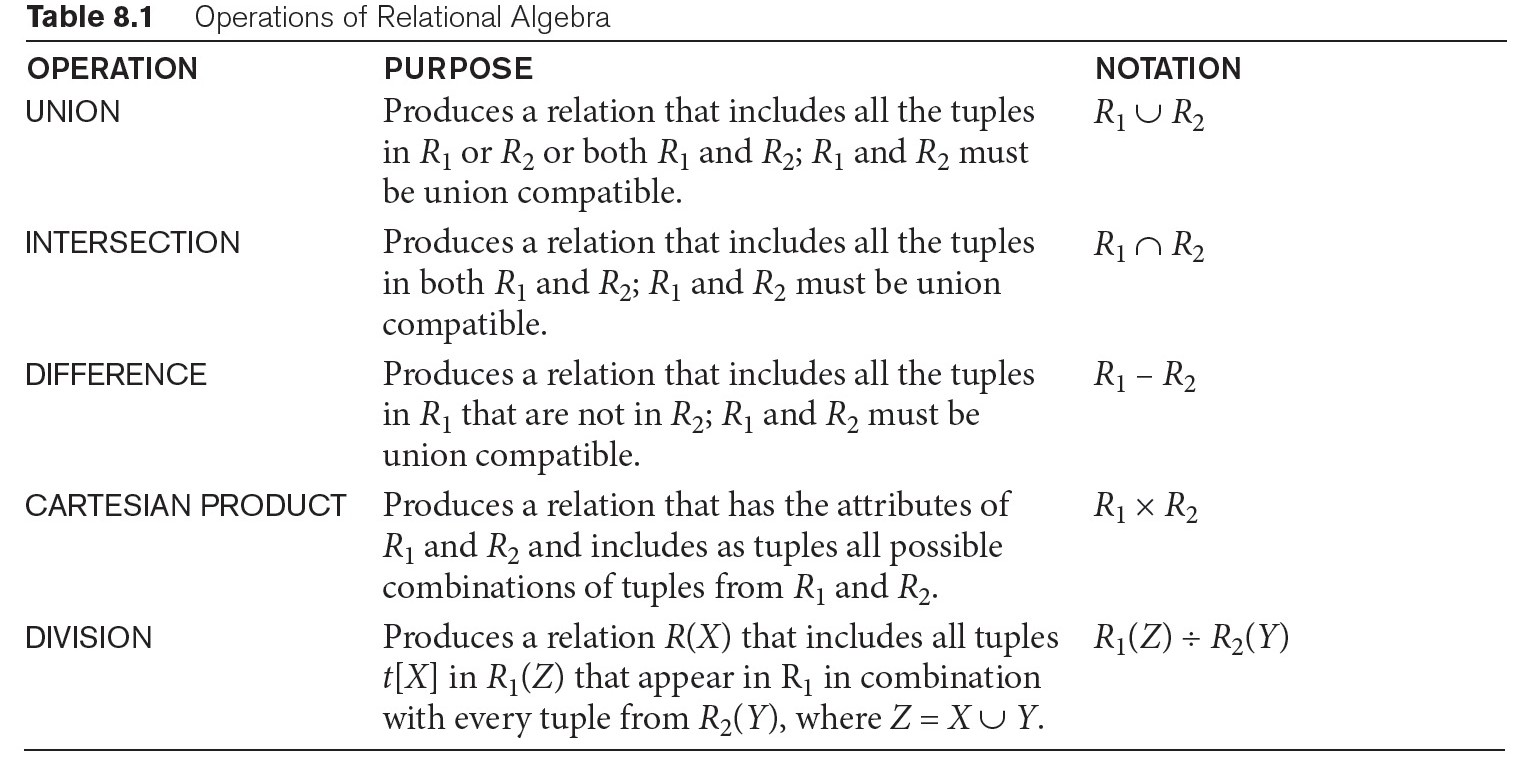 Table 8.1 Operations of Relational Algebra
OPERATION PURPOSE NOTATION
UNION Produces a relation that includes all the tuples R₁ ∪ R₂
in R₁ or R₂ or both R₁ and R₂; R₁ and R₂ must
be union compatible.
INTERSECTION Produces a relation that includes all the tuples R₁ ∩ R₂
in both R₁ and R₂; R₁ and R₂ must be union
compatible.
DIFFERENCE Produces a relation that includes all the tuples R₁ – R₂
in R₁ that are not in R₂; R₁ and R₂ must be
union compatible.
CARTESIAN PRODUCT Produces a relation that has the attributes of R₁ × R₂
R₁ and R₂ and includes as tuples all possible
combinations of tuples from R₁ and R₂.
DIVISION Produces a relation R(X) that includes all tuples R₁(Z) ÷ R₂(Y)
t[X] in R₁(Z) that appear in R₁ in combination
with every tuple from R₂(Y), where Z = X ∪ Y.